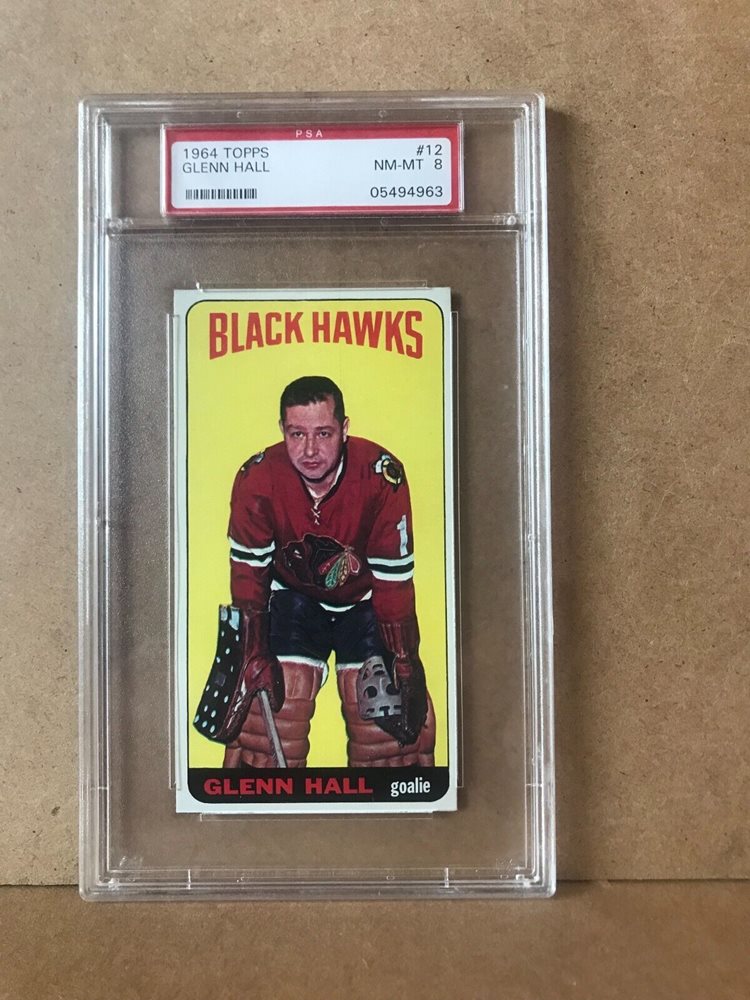 PSA
1964 TOPPS #12
GLENN HALL NM-MT 8
05494963
BLACK HAWKS
1
GLENN HALL goalie